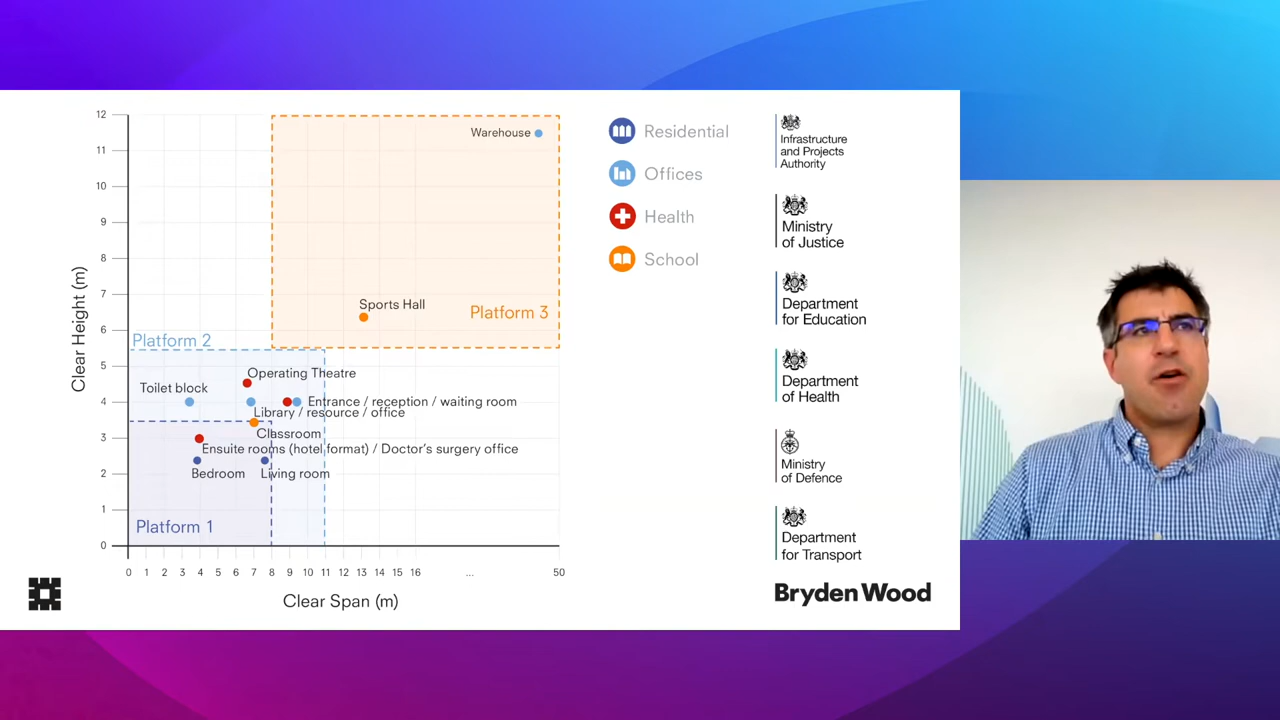 12
11
10
9
8
7
6
5
4
3
2
1
0
Clear Height (m)
Warehouse
Sports Hall
Platform 3
Platform 2
Operating Theatre
Toilet block
Entrance / reception / waiting room
Library / resource / office
Classroom
Ensuite rooms (hotel format) / Doctor's surgery office
Bedroom
Living room
Platform 1
0 1 2 3 4 5 6 7 8 9 10 11 12 13 14 15 16 ... 50
Clear Span (m)
Residential
Offices
Health
School
Infrastructure
and Projects
Authority
Ministry
of Justice
Department
for Education
Department
of Health
Ministry
of Defence
Department
for Transport
Bryden Wood